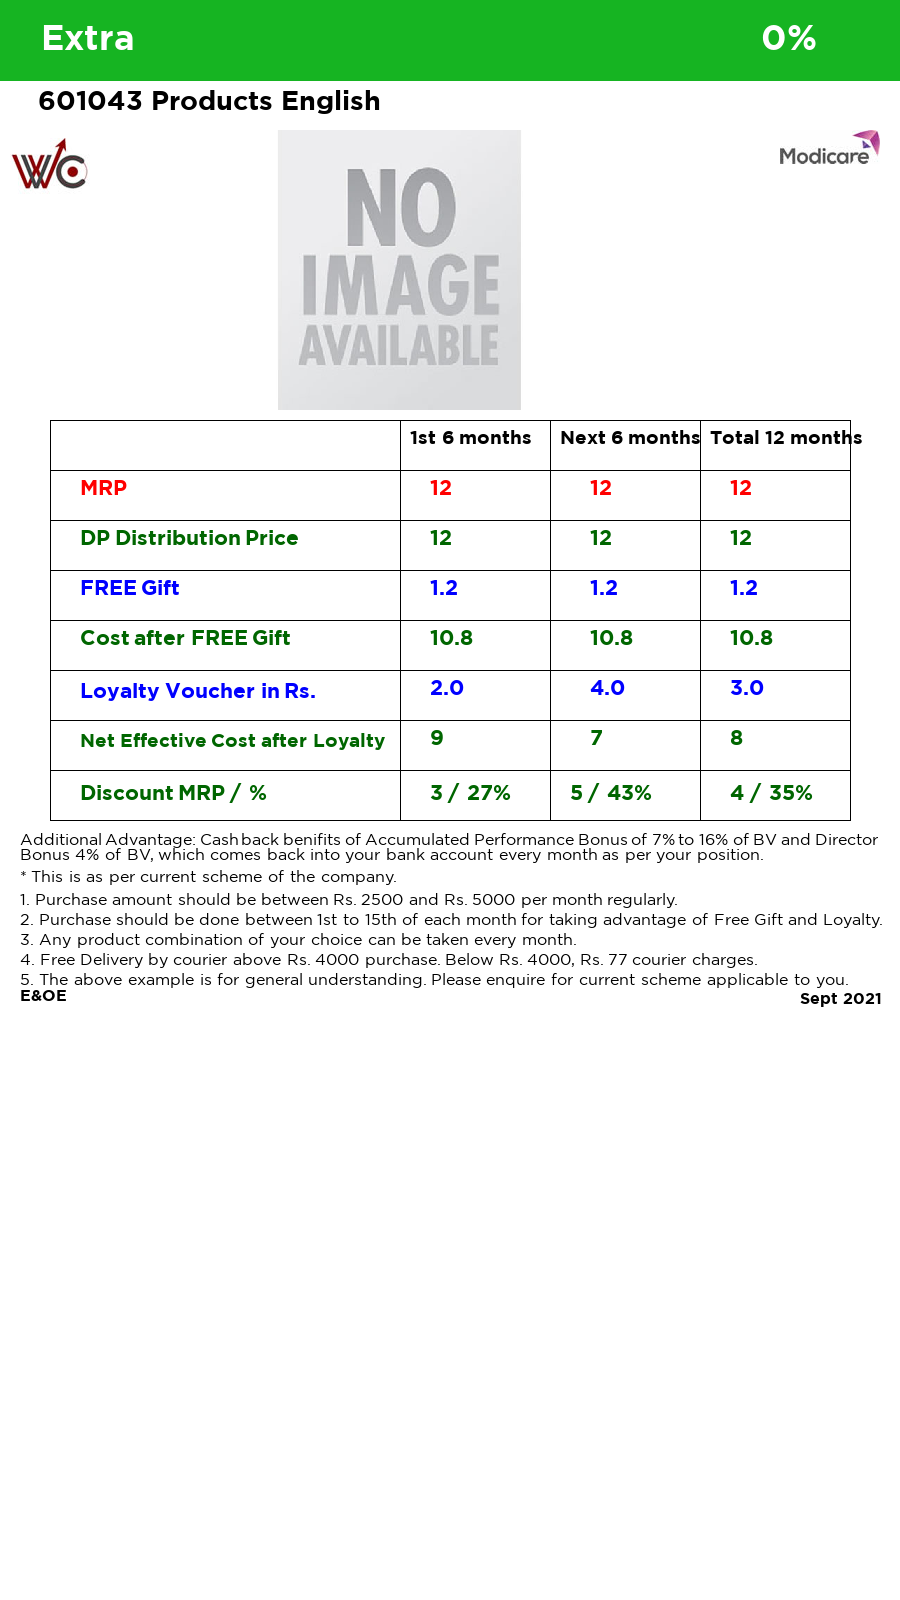 Extra 0%
601043 Products English
WC
Modicare
NO
IMAGE
AVAILABLE
1st 6 months Next 6 months Total 12 months
MRP 12 12 12
DP Distribution Price 12 12 12
FREE Gift 1.2 1.2 1.2
Cost after FREE Gift 10.8 10.8 10.8
Loyalty Voucher in Rs. 2.0 4.0 3.0
Net Effective Cost after Loyalty 9 7 8
Discount MRP / % 3 / 27% 5 / 43% 4 / 35%
Additional Advantage: Cashback benifits of Accumulated Performance Bonus of 7% to 16% of BV and Director
Bonus 4% of BV, which comes back into your bank account every month as per your position.
* This is as per current scheme of the company.
1. Purchase amount should be between Rs. 2500 and Rs. 5000 per month regularly.
2. Purchase should be done between 1st to 15th of each month for taking advantage of Free Gift and Loyalty.
3. Any product combination of your choice can be taken every month.
4. Free Delivery by courier above Rs. 4000 purchase. Below Rs. 4000, Rs. 77 courier charges.
5. The above example is for general understanding. Please enquire for current scheme applicable to you.
E&OE
Sept 2021